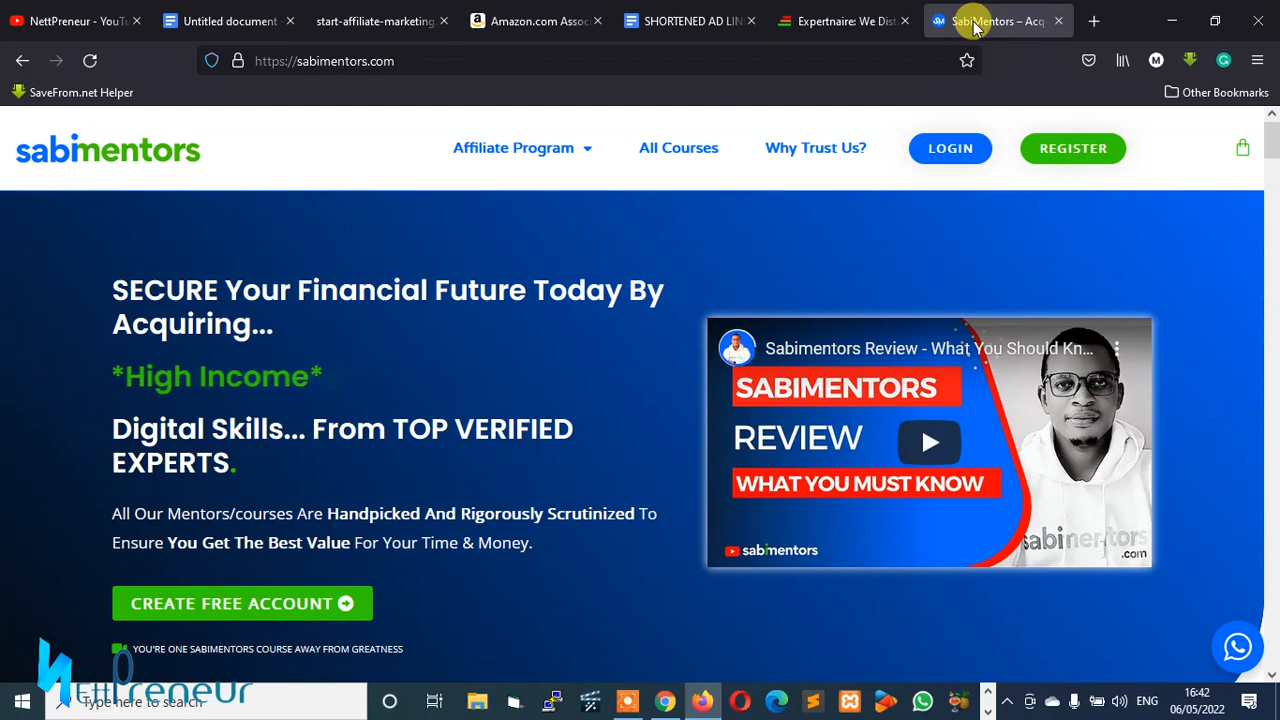 NettPreneur - YouTu
Untitled document
start-affiliate-marketing.
Amazon.com Assoc
SHORTENED AD LIN
Expertnaire: We Dist
SabiMentors – Acq
https://sabimentors.com
SaveFrom.net Helper
Other Bookmarks
sabimentors
Affiliate Program
All Courses
Why Trust Us?
LOGIN
REGISTER
SECURE Your Financial Future Today By
Acquiring...
*High Income*
Digital Skills... From TOP VERIFIED
EXPERTS.
All Our Mentors/courses Are Handpicked And Rigorously Scrutinized To
Ensure You Get The Best Value For Your Time & Money.
CREATE FREE ACCOUNT
YOU'RE ONE SABIMENTORS COURSE AWAY FROM GREATNESS
Sabimentors Review - What You Should Kn...
SABIMENTORS
REVIEW
WHAT YOU MUST KNOW
sabimentors
sabimentors
.com
NettPreneur
Type here to search
ENG
16:42
06/05/2022